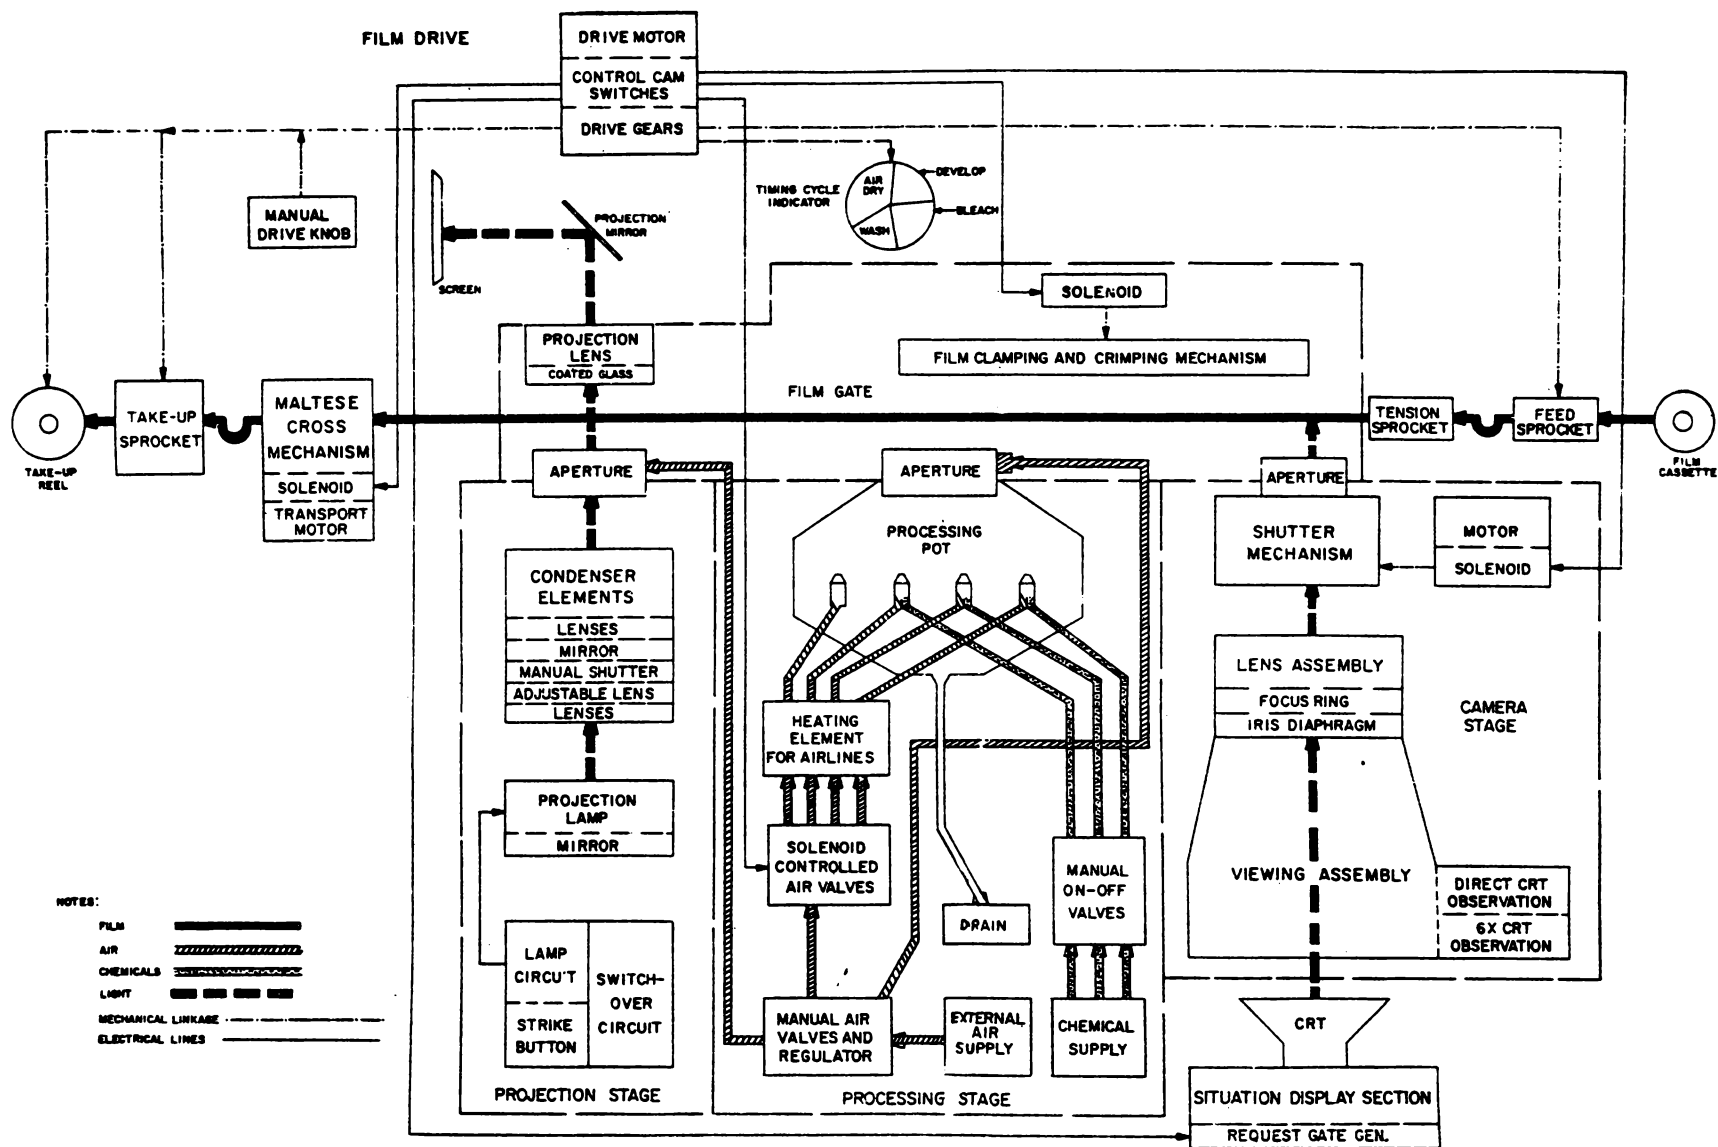 FILM DRIVE
DRIVE MOTOR
CONTROL CAM
SWITCHES
DRIVE GEARS
MANUAL
DRIVE KNOB
SCREEN
PROJECTION
MIRROR
TIMING CYCLE
INDICATOR
AIR
DRY
DEVELOP
BLEACH
WASH
SOLENOID
FILM CLAMPING AND CRIMPING MECHANISM
PROJECTION
LENS
COATED GLASS
FILM GATE
TAKE-UP
REEL
TAKE-UP
SPROCKET
MALTESE
CROSS
MECHANISM
SOLENOID
TRANSPORT
MOTOR
TENSION
SPROCKET
FEED
SPROCKET
FILM
CASSETTE
APERTURE
APERTURE
APERTURE
PROCESSING
POT
SHUTTER
MECHANISM
MOTOR
SOLENOID
CONDENSER
ELEMENTS
LENSES
MIRROR
MANUAL SHUTTER
ADJUSTABLE LENS
LENSES
LENS ASSEMBLY
FOCUS RING
IRIS DIAPHRAGM
CAMERA
STAGE
HEATING
ELEMENT
FOR AIRLINES
PROJECTION
LAMP
MIRROR
SOLENOID
CONTROLLED
AIR VALVES
MANUAL
ON-OFF
VALVES
VIEWING ASSEMBLY
DIRECT CRT
OBSERVATION
6X CRT
OBSERVATION
DRAIN
LAMP
CIRCUIT
STRIKE
BUTTON
SWITCH-
OVER
CIRCUIT
MANUAL AIR
VALVES AND
REGULATOR
EXTERNAL
AIR
SUPPLY
CHEMICAL
SUPPLY
CRT
PROJECTION STAGE
PROCESSING STAGE
SITUATION DISPLAY SECTION
REQUEST GATE GEN.
NOTES:
FILM
AIR
CHEMICALS
LIGHT
MECHANICAL LINKAGE
ELECTRICAL LINES